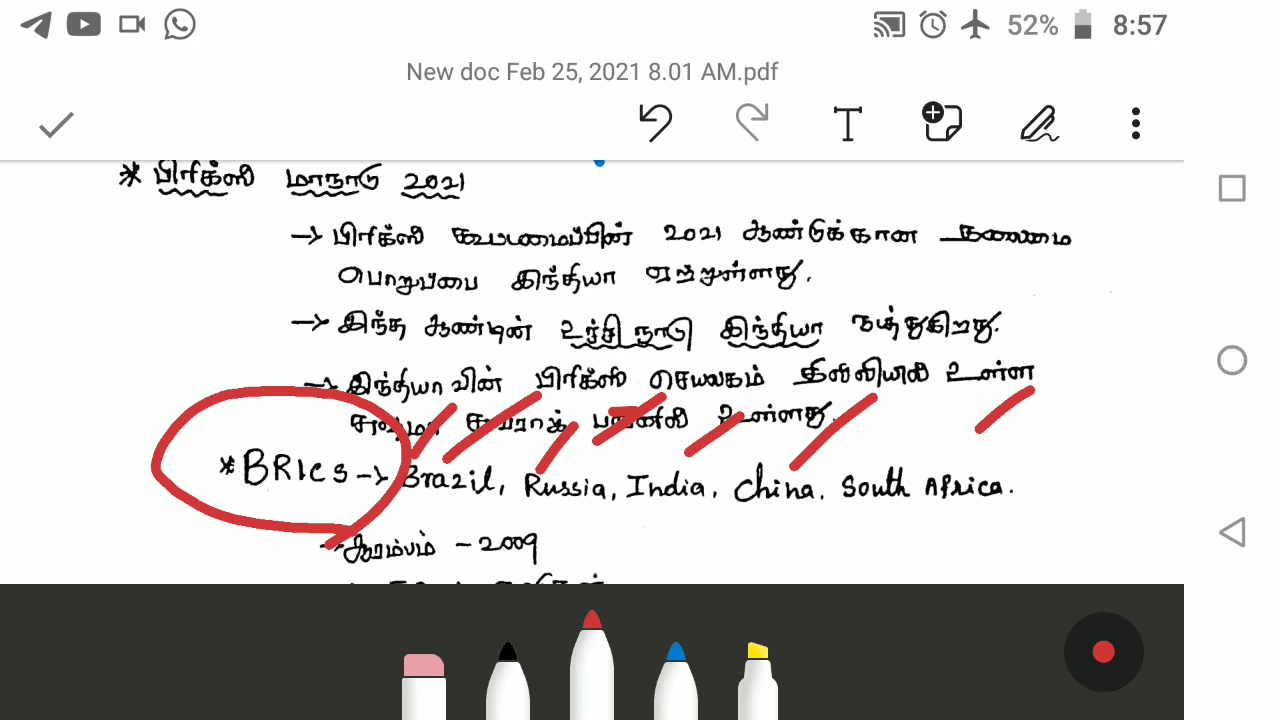 52% 8:57
New doc Feb 25, 2021 8.01 AM.pdf
T
* பிரிக்ஸ் மாநாடு 2021
→ பிரிக்ஸ் கூட்டமைப்பின் 2021 ஆண்டுக்கான தலைமை
பொறுப்பை இந்தியா ஏற்றுள்ளது.
→ இந்த ஆண்டின் உச்சி நாடு இந்தியா நடத்துகிறது.
→ இந்தியாவின் பிரிக்ஸ் செயலகம் தில்லியில் உள்ள
உள்ளது.
* BRICS → Brazil, Russia, India, China, South Africa.
→ ஆரம்பம் - 2009